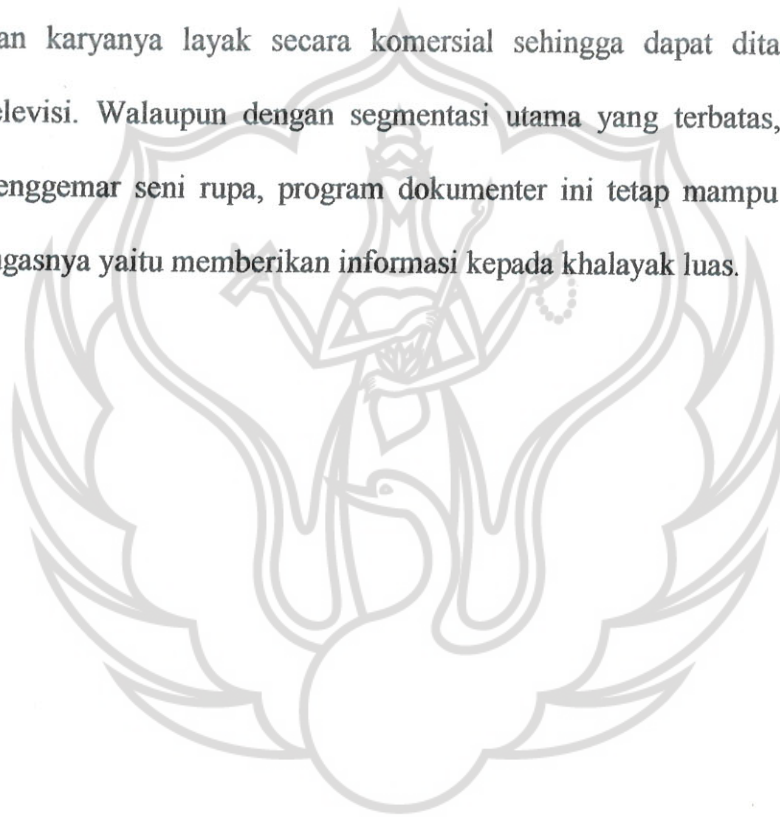 an karyanya layak secara komersial sehingga dapat dita
elevisi. Walaupun dengan segmentasi utama yang terbatas,
enggemar seni rupa, program dokumenter ini tetap mampu
gasnya yaitu memberikan informasi kepada khalayak luas.